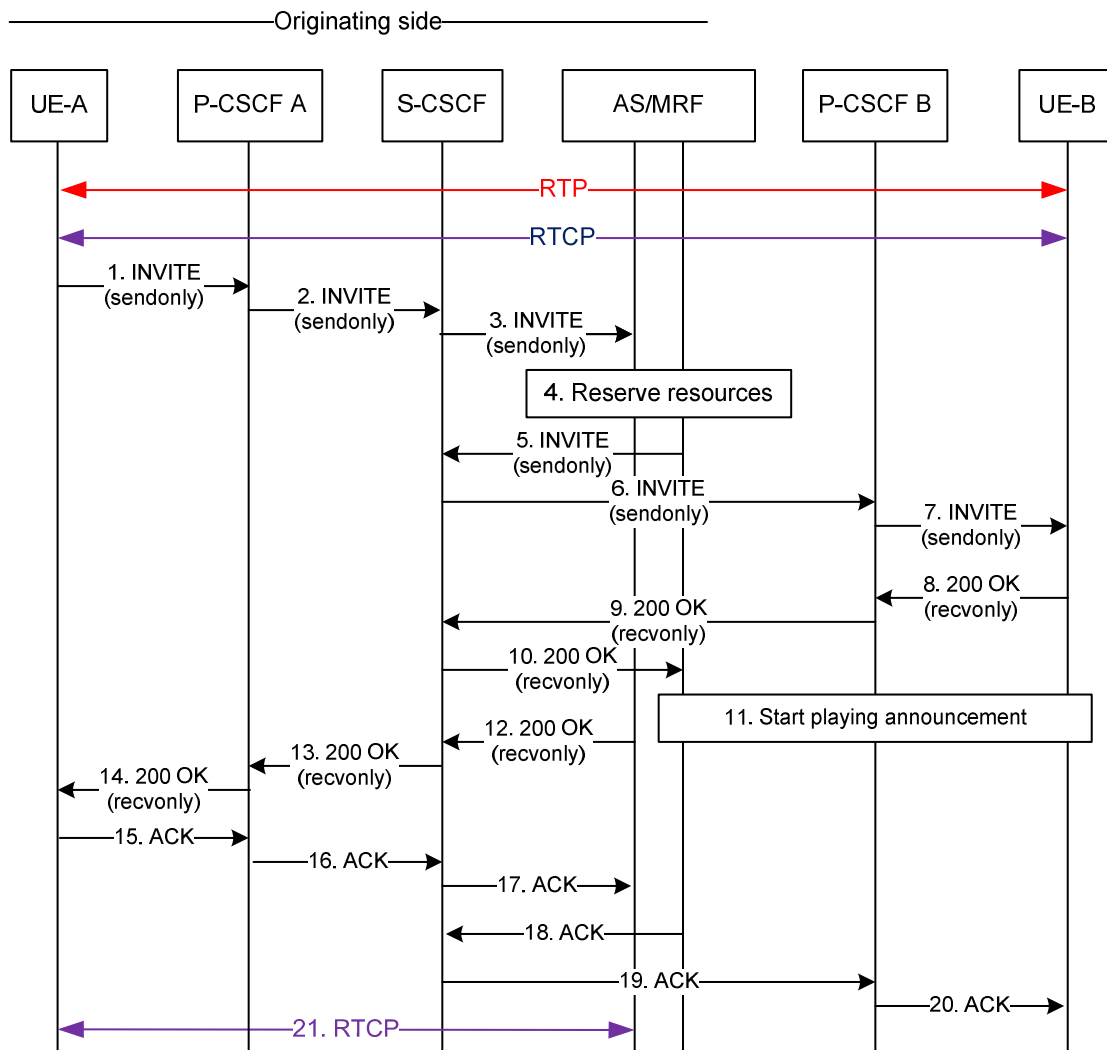 Originating side
UE-A
P-CSCF A
S-CSCF
AS/MRF
P-CSCF B
UE-B
RTP
RTCP
1. INVITE
(sendonly)
2. INVITE
(sendonly)
3. INVITE
(sendonly)
4. Reserve resources
5. INVITE
(sendonly)
6. INVITE
(sendonly)
7. INVITE
(sendonly)
8. 200 OK
(recvonly)
9. 200 OK
(recvonly)
10. 200 OK
(recvonly)
11. Start playing announcement
12. 200 OK
(recvonly)
13. 200 OK
(recvonly)
14. 200 OK
(recvonly)
15. ACK
16. ACK
17. ACK
18. ACK
19. ACK
20. ACK
21. RTCP